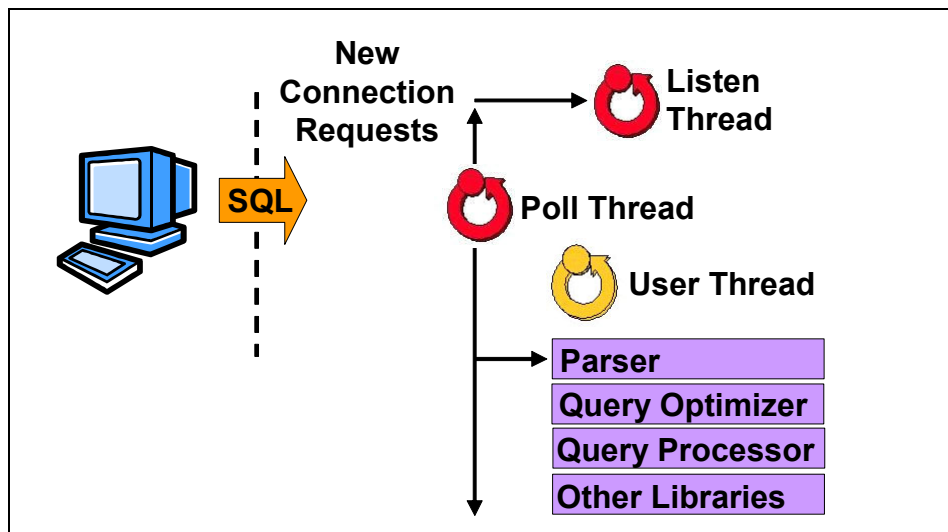 New
Connection
Requests
Listen
Thread
SQL
Poll Thread
User Thread
Parser
Query Optimizer
Query Processor
Other Libraries